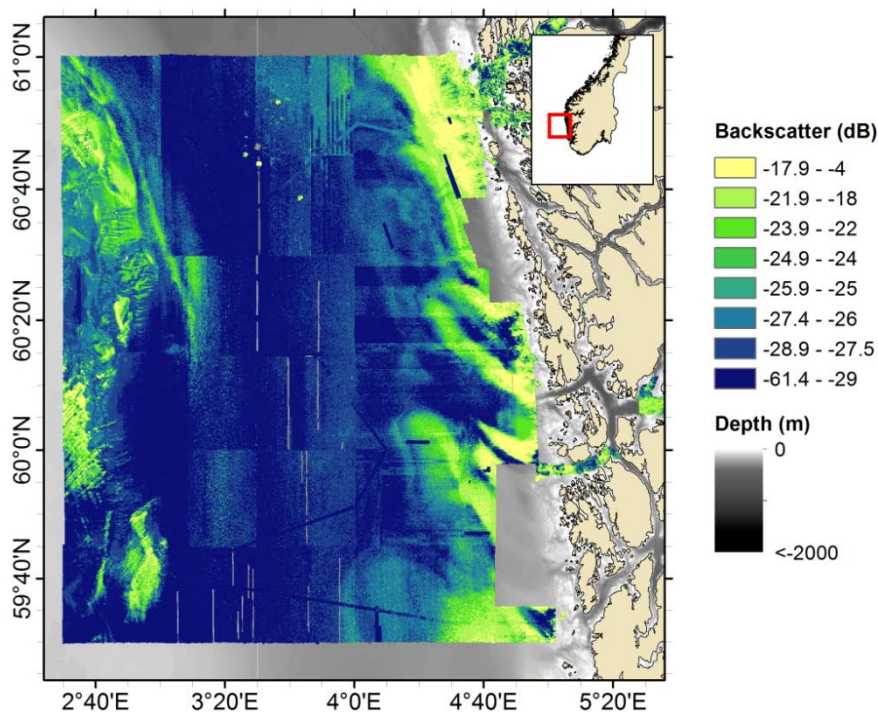 61°0'N
60°40'N
60°20'N
60°0'N
59°40'N
2°40'E
3°20'E
4°0'E
4°40'E
5°20'E
Backscatter (dB)
-17.9 - -4
-21.9 - -18
-23.9 - -22
-24.9 - -24
-25.9 - -25
-27.4 - -26
-28.9 - -27.5
-61.4 - -29
Depth (m)
0
<-2000